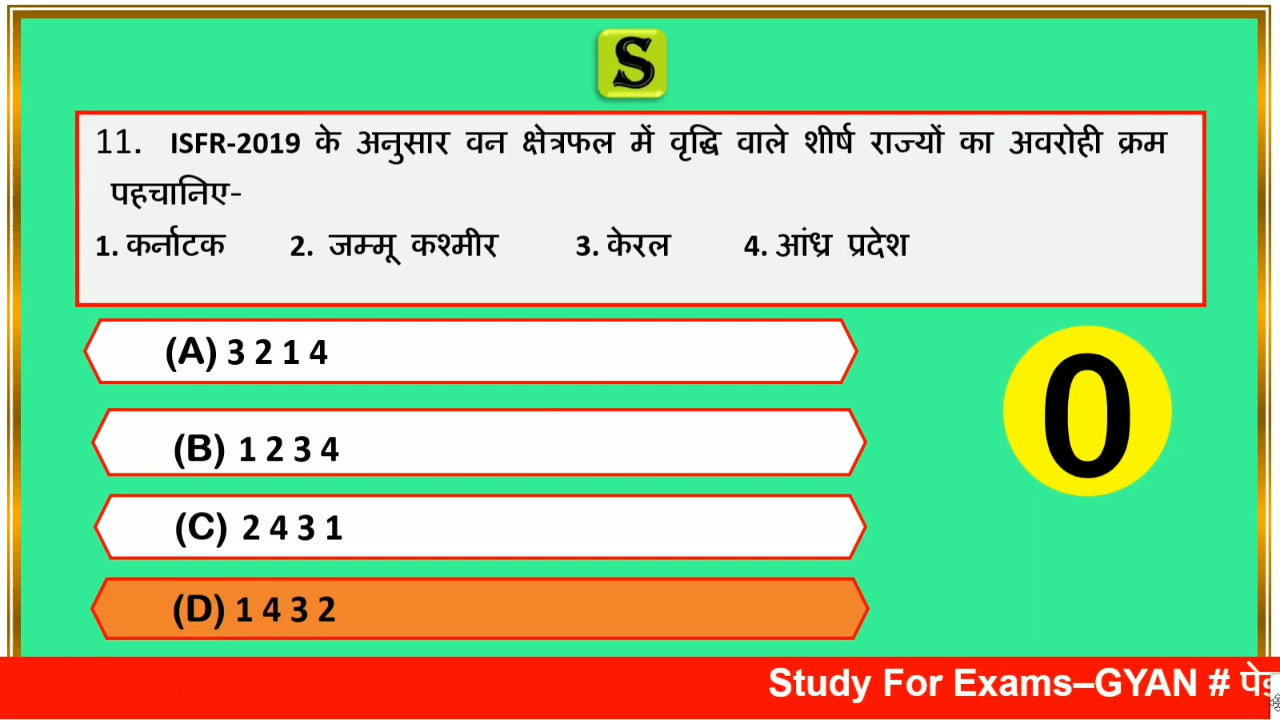 S
11. ISFR-2019 के अनुसार वन क्षेत्रफल में वृद्धि वाले शीर्ष राज्यों का अवरोही क्रम
पहचानिए-
1. कर्नाटक 2. जम्मू कश्मीर 3. केरल 4. आंध्र प्रदेश
(A) 3 2 1 4
(B) 1 2 3 4
0
(C) 2 4 3 1
(D) 1 4 3 2
Study For Exams–GYAN #